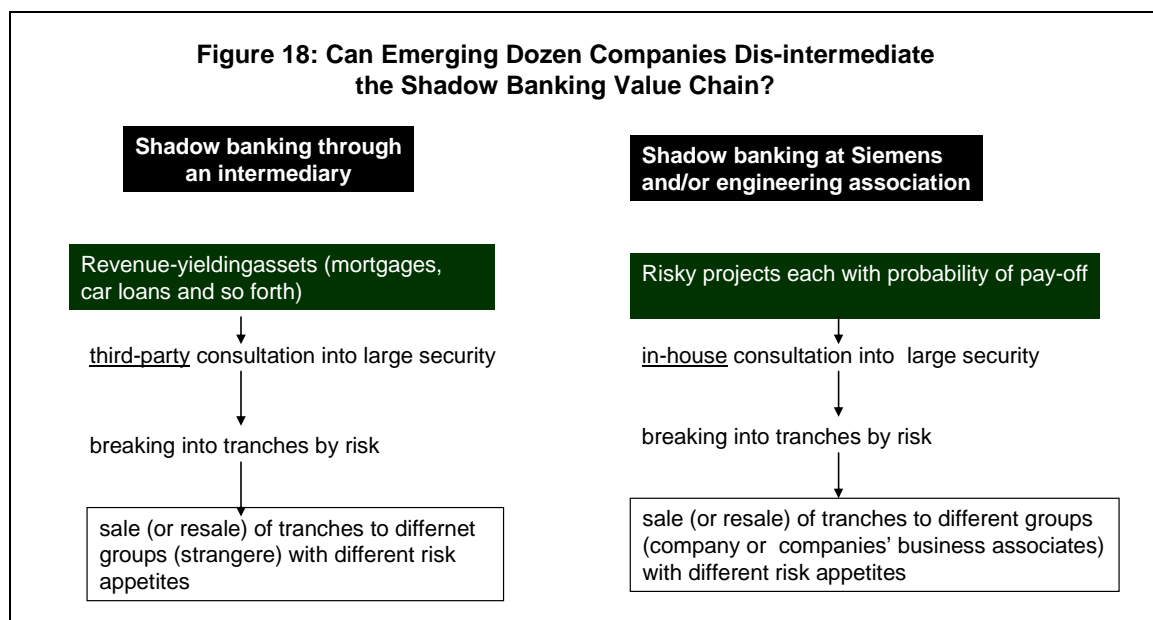 Figure 18: Can Emerging Dozen Companies Dis-intermediate
the Shadow Banking Value Chain?
Shadow banking through
an intermediary
Revenue-yieldingassets (mortgages,
car loans and so forth)
third-party consultation into large security
breaking into tranches by risk
sale (or resale) of tranches to differnet
groups (strangere) with different risk
appetites
Shadow banking at Siemens
and/or engineering association
Risky projects each with probability of pay-off
in-house consultation into large security
breaking into tranches by risk
sale (or resale) of tranches to different groups
(company or companies’ business associates)
with different risk appetites